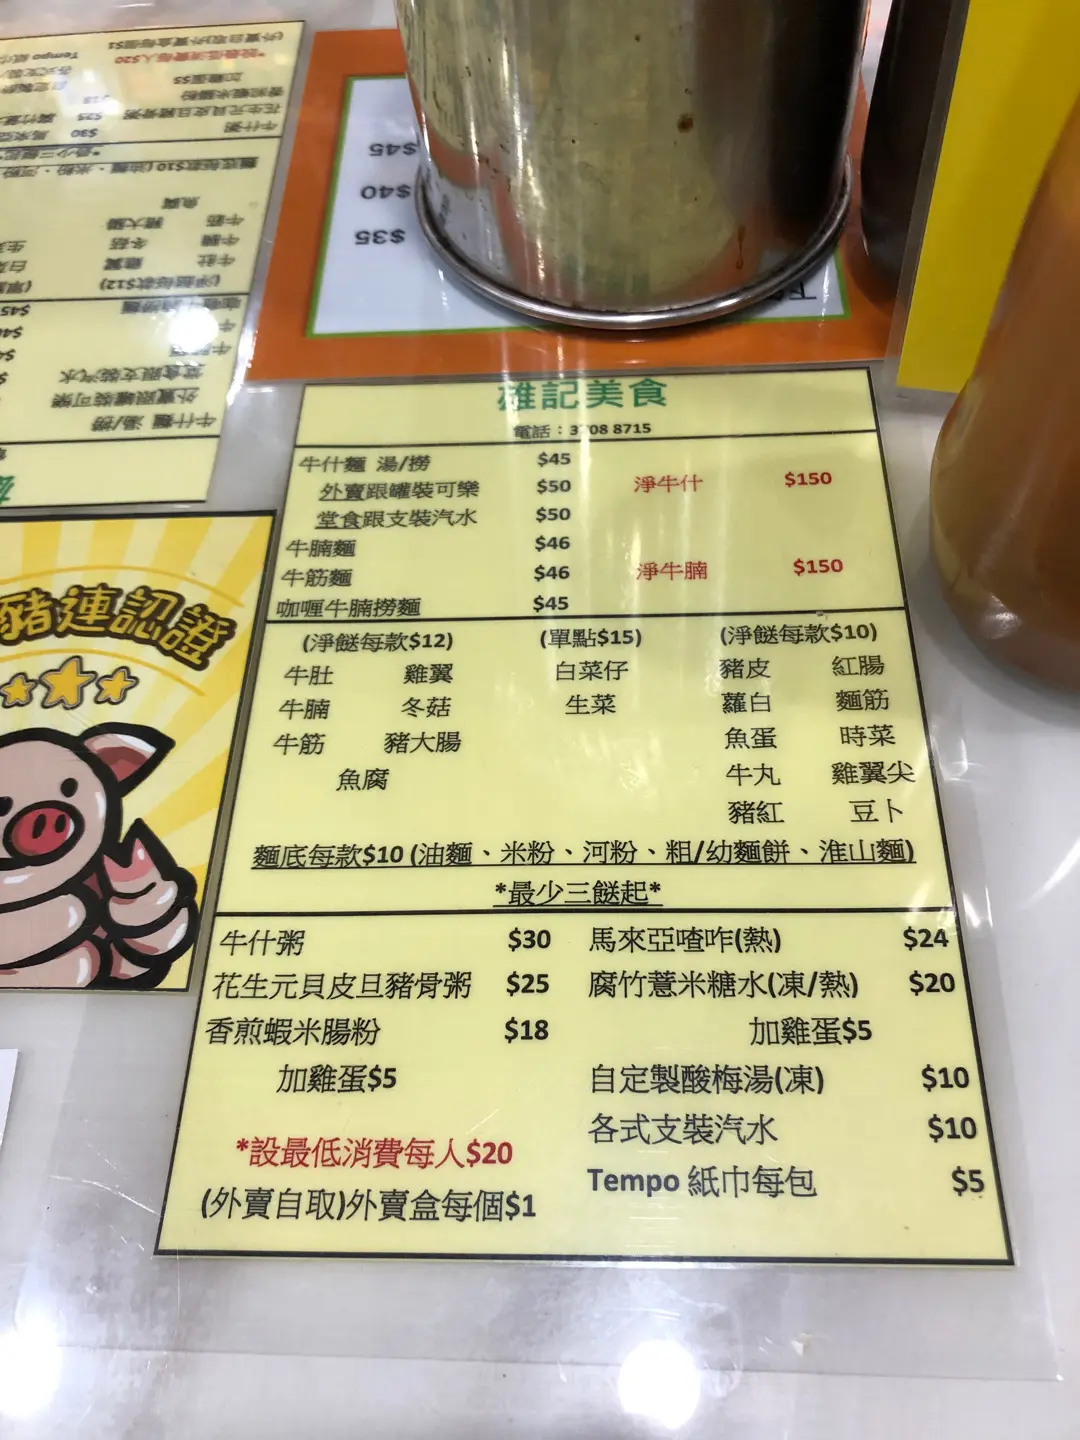 雄記美食
電話：3708 8715
牛什麵 湯/撈 $45
外賣跟罐裝可樂 $50 淨牛什 $150
堂食跟支裝汽水 $50
牛腩麵 $46
牛筋麵 $46 淨牛腩 $150
咖喱牛腩撈麵 $45
(淨餸每款$12) (單點$15) (淨餸每款$10)
牛肚 雞翼 白菜仔 豬皮 紅腸
牛腩 冬菇 生菜 蘿白 麵筋
牛筋 豬大腸 魚蛋 時菜
魚腐 牛丸 雞翼尖
豬紅 豆卜
麵底每款$10 (油麵、米粉、河粉、粗/幼麵餅、淮山麵)
*最少三餸起*
牛什粥 $30 馬來亞喳咋(熱) $24
花生元貝皮旦豬骨粥 $25 腐竹薏米糖水(凍/熱) $20
香煎蝦米腸粉 $18 加雞蛋$5
加雞蛋$5 自定製酸梅湯(凍) $10
各式支裝汽水 $10
*設最低消費每人$20
Tempo 紙巾每包 $5
(外賣自取)外賣盒每個$1
豬連認證
$45
$40
$35